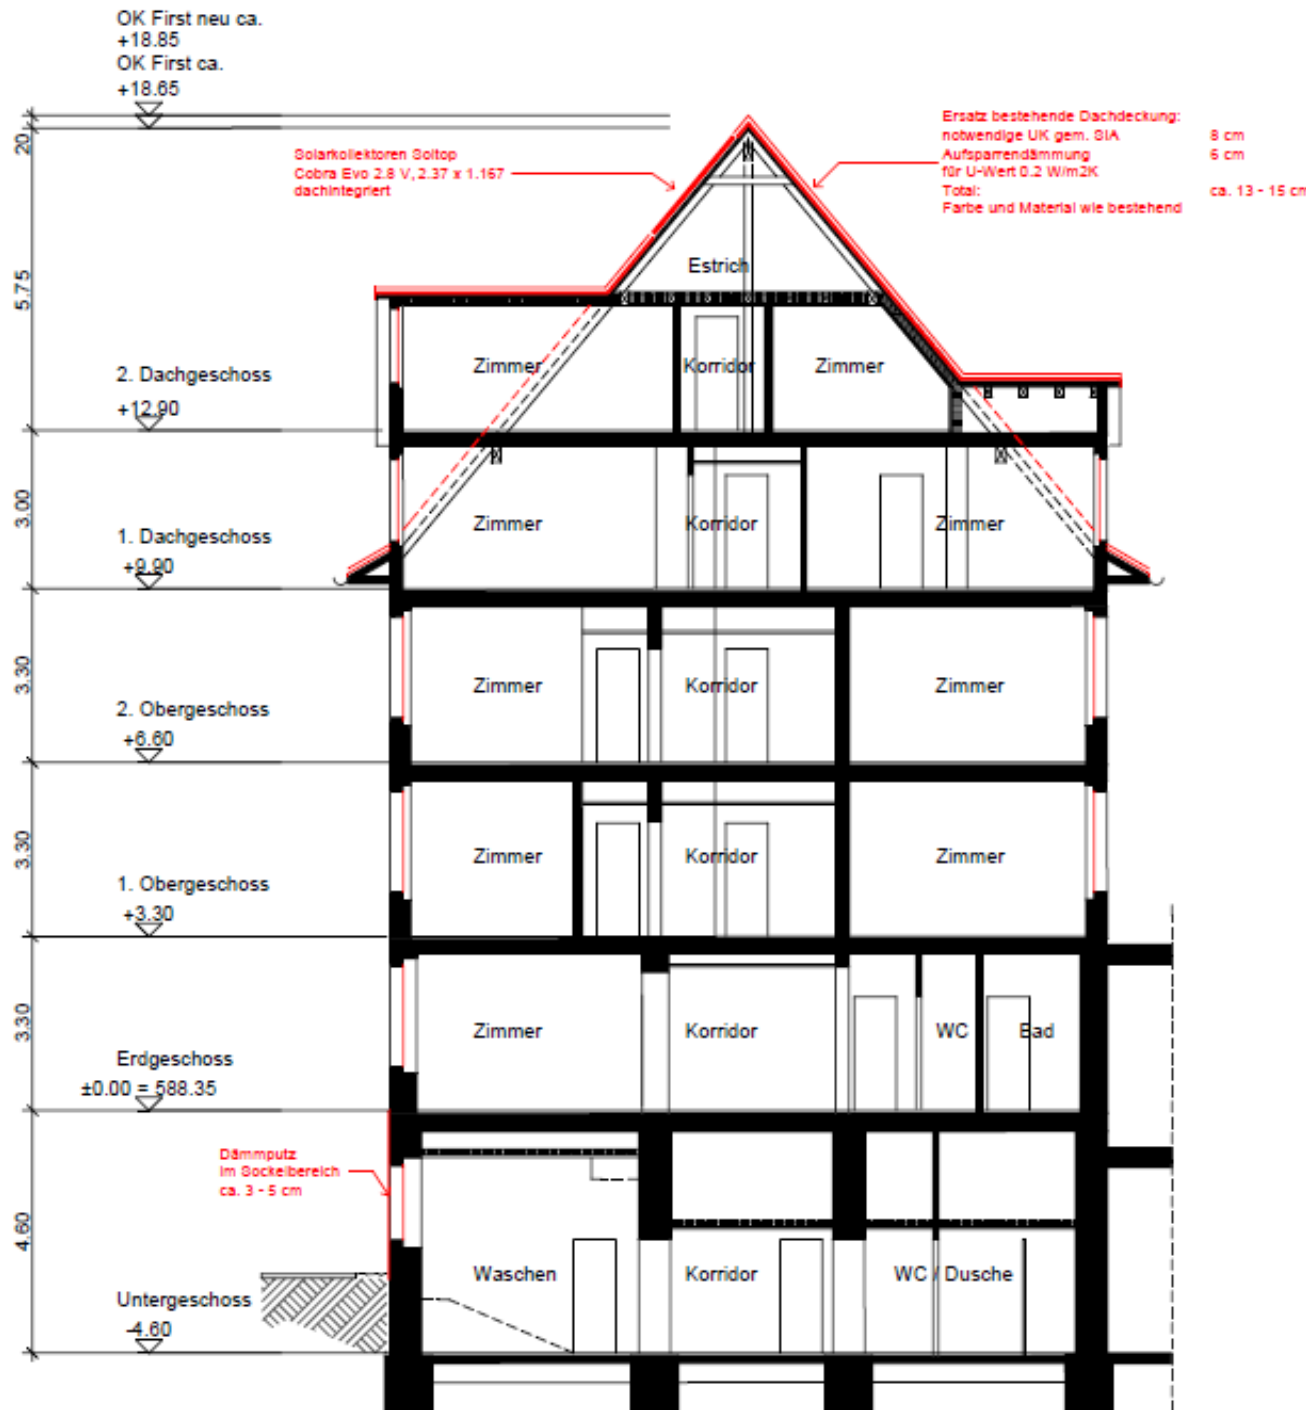 OK First neu ca.
+18.85
OK First ca.
+18.65
20
Solarkollektoren Soltop
Cobra Evo 2.8 V, 2.37 x 1.167
dachintegriert
Ersatz bestehende Dachdeckung:
notwendige UK gem. SIA 8 cm
Aufsparrendämmung 6 cm
für U-Wert 0.2 W/m2K
Total: ca. 13 - 15 cm
Farbe und Material wie bestehend
Estrich
5.75
Zimmer Korridor Zimmer
2. Dachgeschoss
+12.90
3.00
Zimmer Korridor Zimmer
1. Dachgeschoss
+9.90
3.30
Zimmer Korridor Zimmer
2. Obergeschoss
+6.60
3.30
Zimmer Korridor Zimmer
1. Obergeschoss
+3.30
3.30
Zimmer Korridor WC Bad
Erdgeschoss
±0.00 = 588.35
Dämmputz
im Sockelbereich
ca. 3 - 5 cm
4.60
Waschen Korridor WC / Dusche
Untergeschoss
-4.60